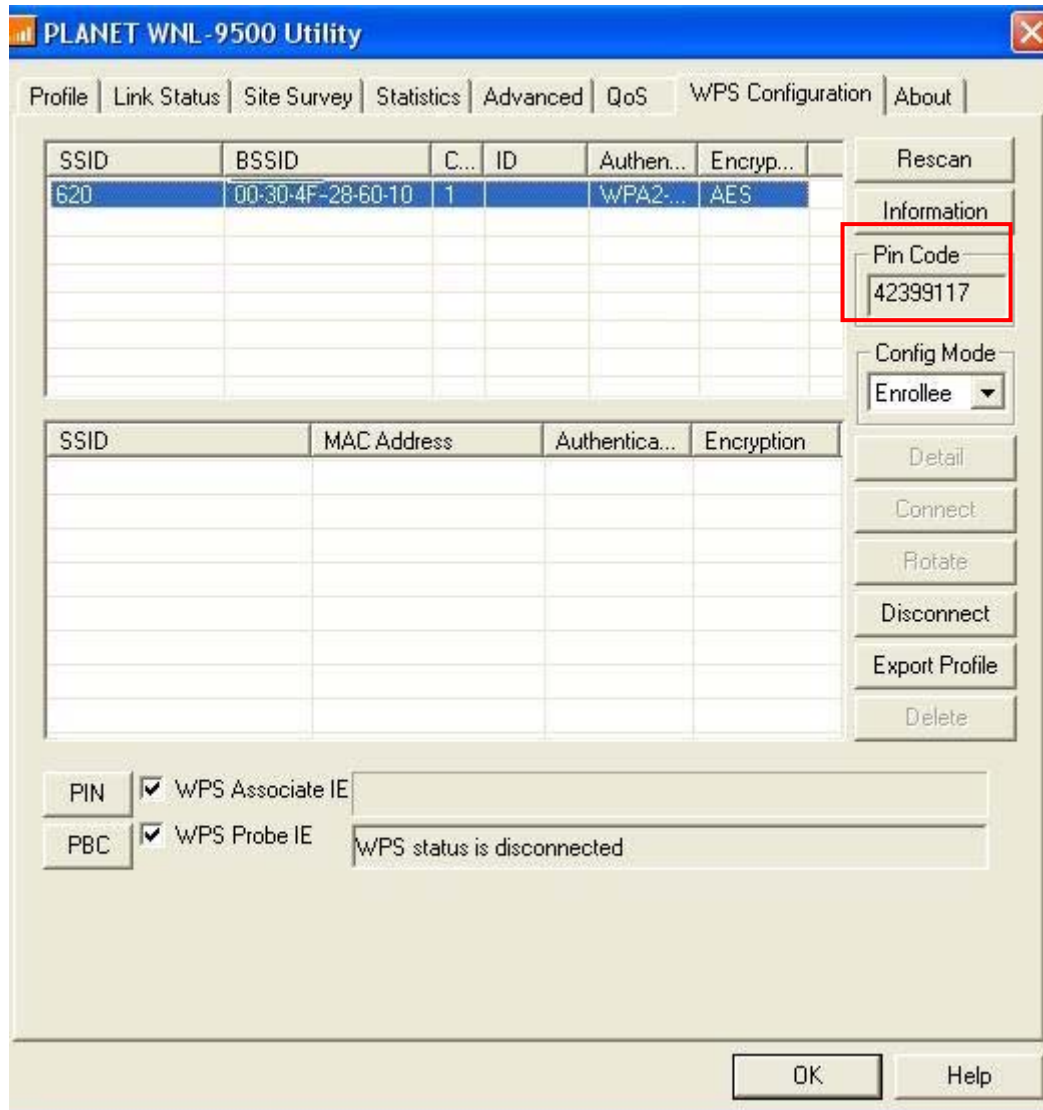 PLANET WNL-9500 Utility
Profile Link Status Site Survey Statistics Advanced QoS WPS Configuration About
SSID BSSID C... ID Authen... Encryp...
620 00-30-4F-28-60-10 1 WPA2-... AES
Rescan
Information
Pin Code
42399117
Config Mode
Enrollee
SSID MAC Address Authentica... Encryption
Detail
Connect
Rotate
Disconnect
Export Profile
Delete
PIN WPS Associate IE
PBC WPS Probe IE WPS status is disconnected
OK Help